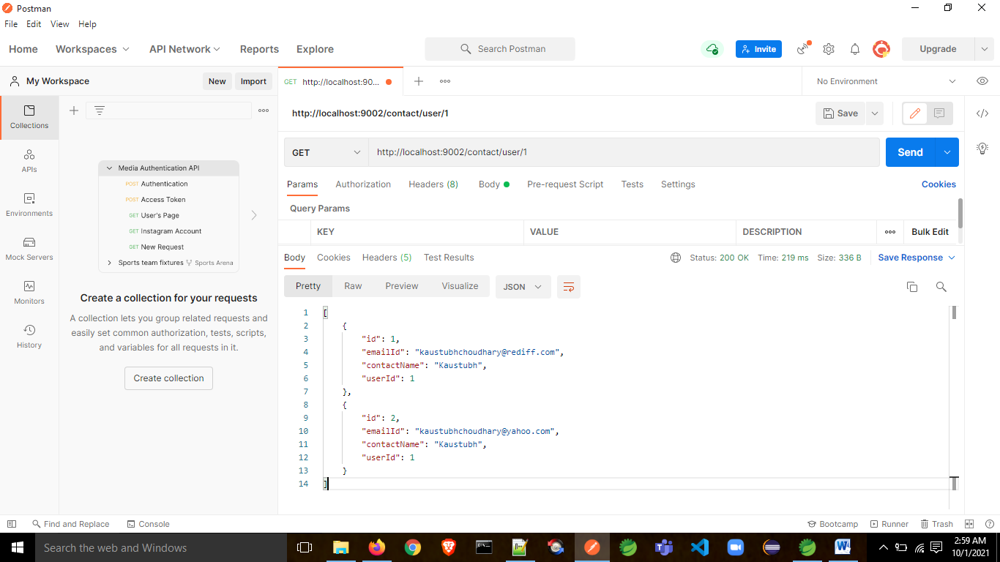 Postman
File Edit View Help
Home Workspaces API Network Reports Explore Search Postman Invite Upgrade
My Workspace New Import GET http://localhost:90... No Environment
http://localhost:9002/contact/user/1 Save
Collections
APIs
Environments
Mock Servers
Monitors
History
Media Authentication API
POST Authentication
POST Access Token
GET User's Page
GET Instagram Account
GET New Request
Sports team fixtures Sports Arena
Create a collection for your requests
A collection lets you group related requests and
easily set common authorization, tests, scripts,
and variables for all requests in it.
Create collection
GET http://localhost:9002/contact/user/1 Send
Params Authorization Headers (8) Body Pre-request Script Tests Settings Cookies
Query Params
KEY VALUE DESCRIPTION Bulk Edit
Body Cookies Headers (5) Test Results Status: 200 OK Time: 219 ms Size: 336 B Save Response
Pretty Raw Preview Visualize JSON
1 [
2 {
3 "id": 1,
4 "emailId": "kaustubhchoudhary@rediff.com",
5 "contactName": "Kaustubh",
6 "userId": 1
7 },
8 {
9 "id": 2,
10 "emailId": "kaustubhchoudhary@yahoo.com",
11 "contactName": "Kaustubh",
12 "userId": 1
13 }
14 ]
Find and Replace Console Bootcamp Runner Trash
Search the web and Windows 2:59 AM
10/1/2021